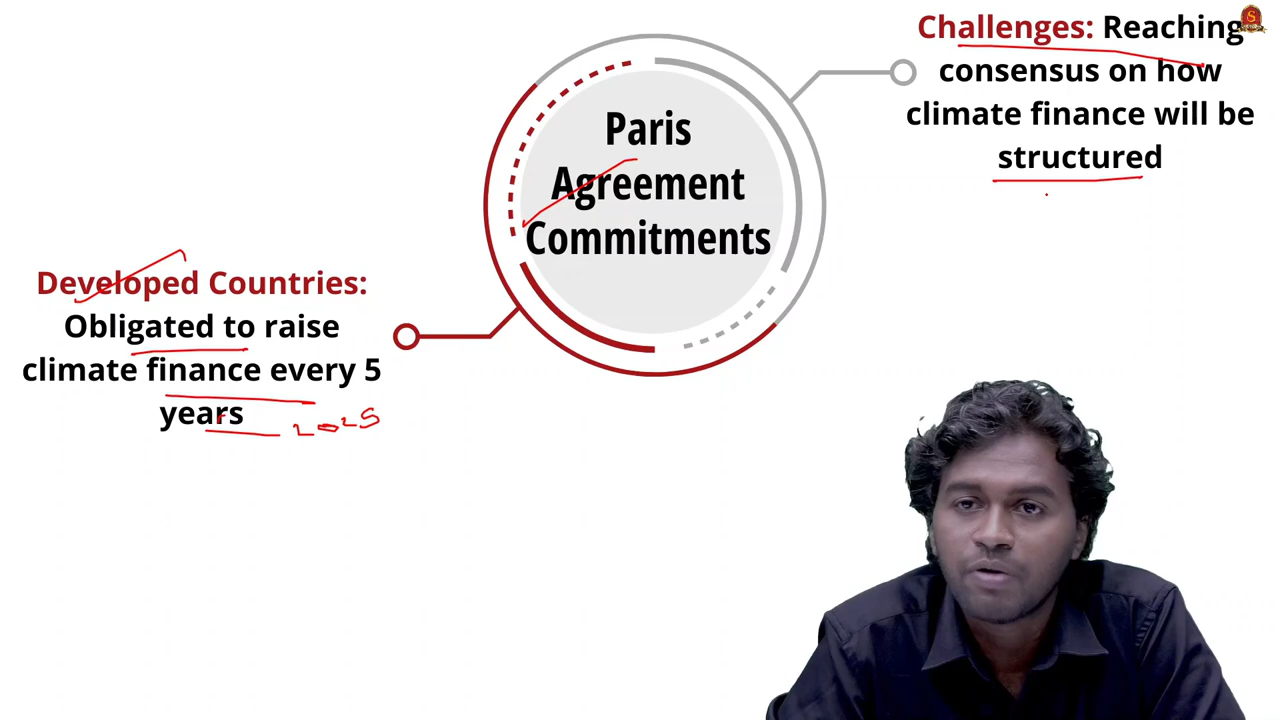 Challenges: Reaching
consensus on how
climate finance will be
structured
Paris
Agreement
Commitments
Developed Countries:
Obligated to raise
climate finance every 5
years
2025